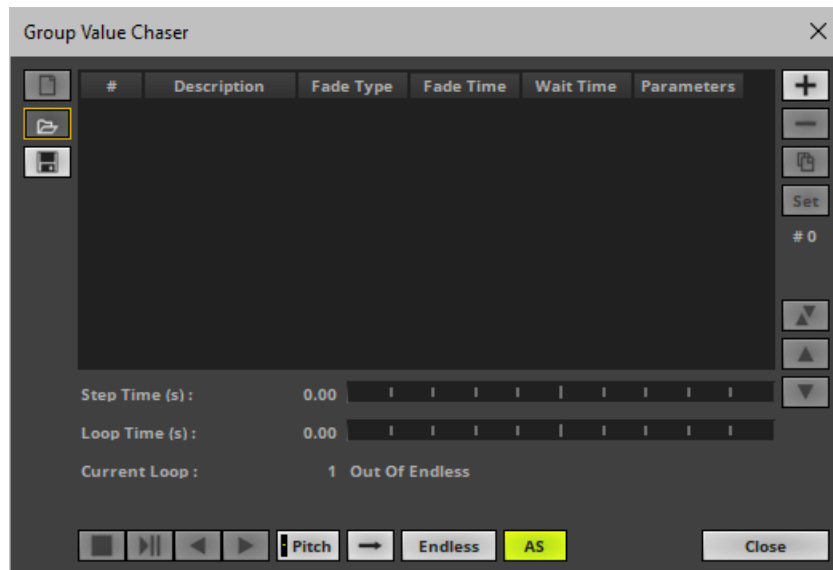 Group Value Chaser
# Description Fade Type Fade Time Wait Time Parameters
Set
# 0
Step Time (s) : 0.00
Loop Time (s) : 0.00
Current Loop : 1 Out Of Endless
Pitch Endless AS Close